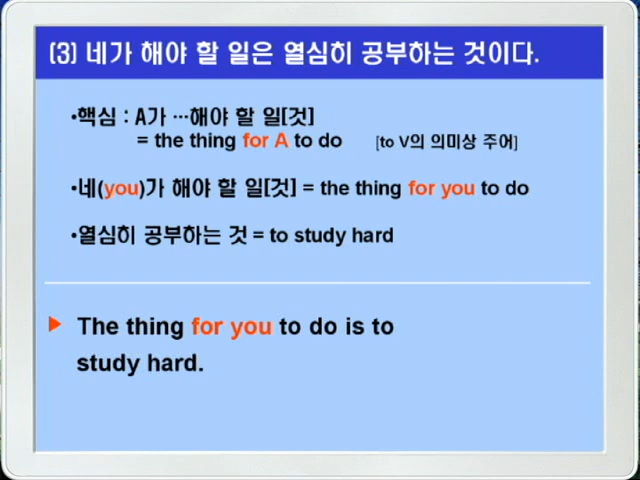 (3) 네가 해야 할 일은 열심히 공부하는 것이다.
•핵심 : A가 …해야 할 일[것]
= the thing for A to do [to V의 의미상 주어]
•네(you)가 해야 할 일[것] = the thing for you to do
•열심히 공부하는 것 = to study hard
The thing for you to do is to
study hard.